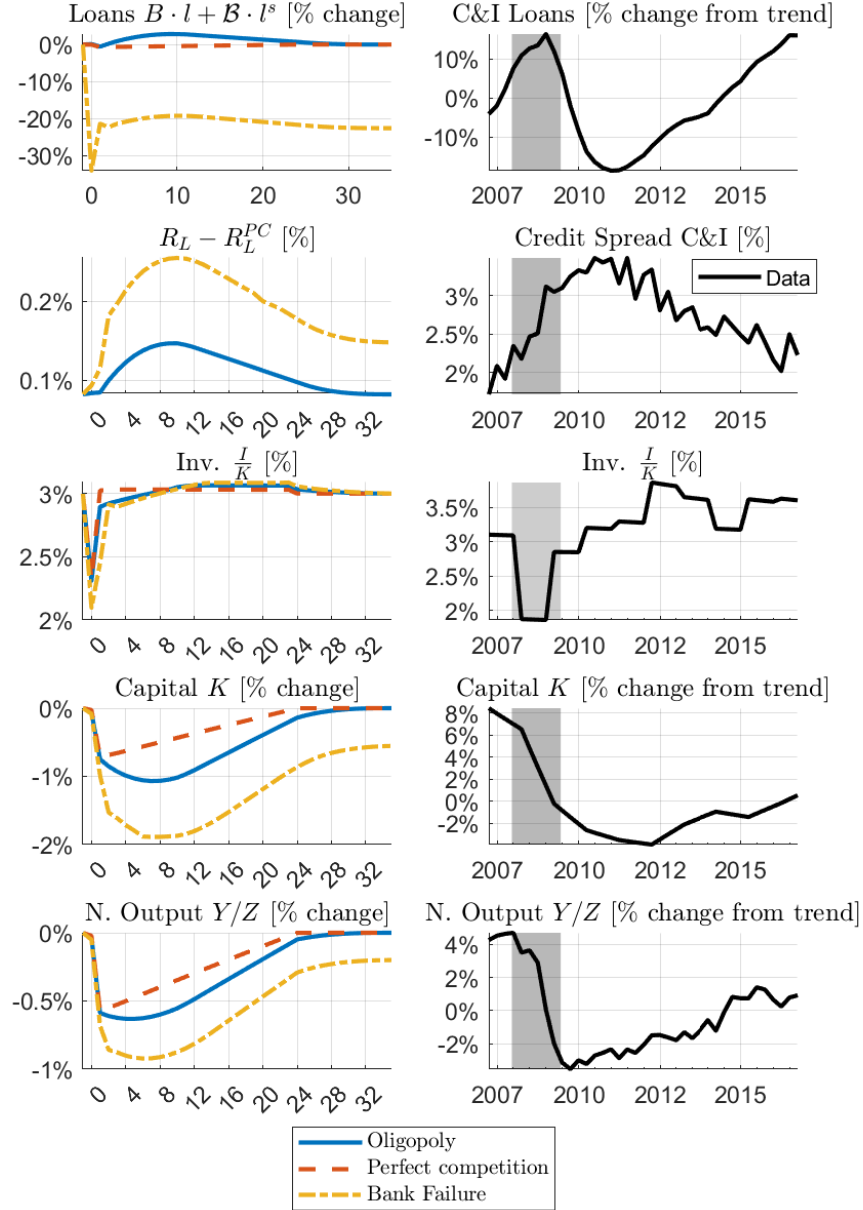 Loans B · l + ℬ · lˢ [% change]
0%
-10%
-20%
-30%
0 10 20 30
C&I Loans [% change from trend]
10%
0%
-10%
2007 2010 2012 2015
R_L − R_L^{PC} [%]
0.2%
0.1%
0 4 8 12 16 20 24 28 32
Credit Spread C&I [%]
Data
3%
2.5%
2%
2007 2010 2012 2015
Inv. I/K [%]
3%
2.5%
2%
0 4 8 12 16 20 24 28 32
Inv. I/K [%]
3.5%
3%
2.5%
2%
2007 2010 2012 2015
Capital K [% change]
0%
-1%
-2%
0 4 8 12 16 20 24 28 32
Capital K [% change from trend]
8%
6%
4%
2%
0%
-2%
2007 2010 2012 2015
N. Output Y/Z [% change]
0%
-0.5%
-1%
0 4 8 12 16 20 24 28 32
N. Output Y/Z [% change from trend]
4%
2%
0%
-2%
2007 2010 2012 2015
Oligopoly
Perfect competition
Bank Failure